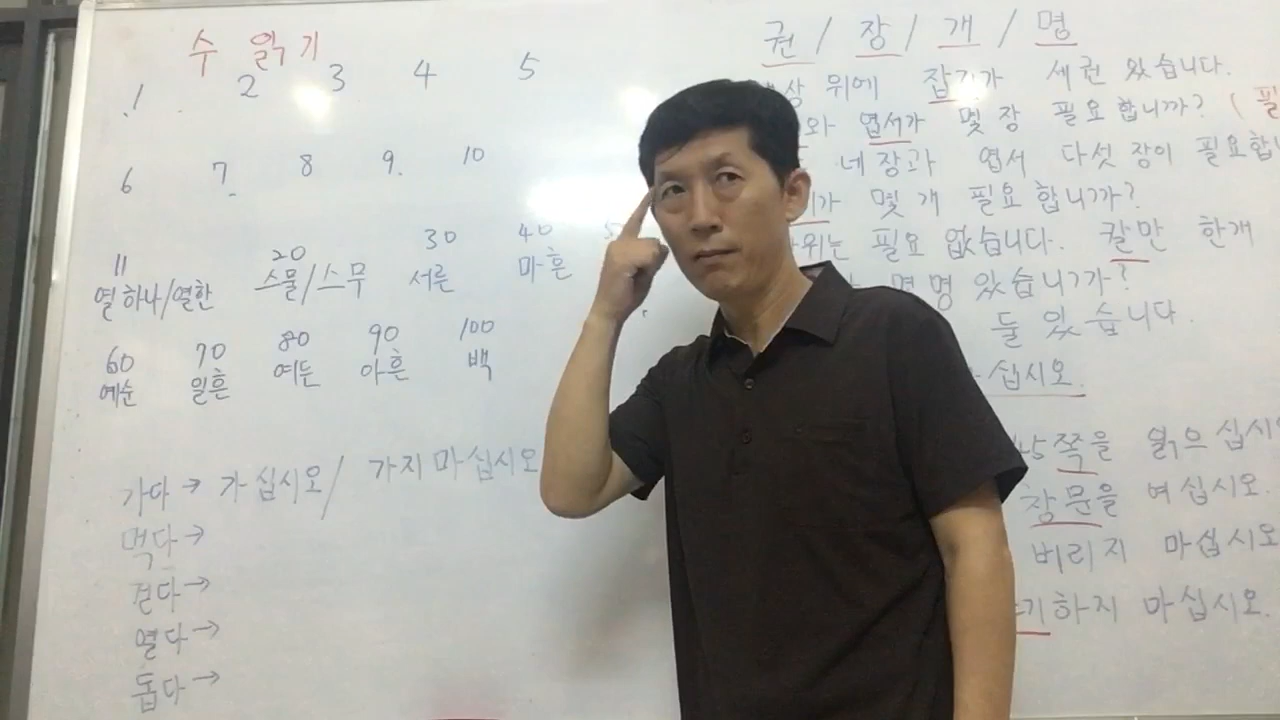 수 읽기
1 2 3 4 5
6 7 8 9 10
11 20 30 40
열하나/열한 스물/스무 서른 마흔
60 70 80 90 100
예순 일흔 여든 아흔 백
가다 → 가십시오/ 가지 마십시오
먹다 →
걷다 →
열다 →
돕다 →
권 / 장 / 개 / 명
위에 잡지가 세권 있습니다.
와 엽서가 몇 장 필요합니까? (필
네장과 엽서 다섯 장이 필요합니
가 몇 개 필요합니까?
위는 필요 없습니다. 칼만 한개
몇 명 있습니까?
둘 있습니다.
십시오.
45쪽을 읽으십시오
창문을 여십시오.
버리지 마십시오
기하지 마십시오.